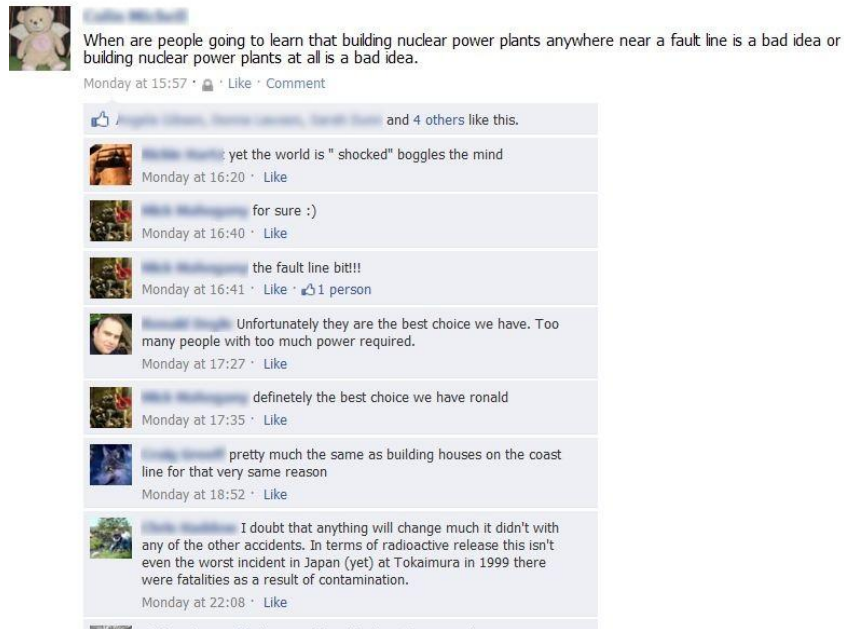 When are people going to learn that building nuclear power plants anywhere near a fault line is a bad idea or
building nuclear power plants at all is a bad idea.
Monday at 15:57 · Like · Comment
and 4 others like this.
yet the world is " shocked" boggles the mind
Monday at 16:20 · Like
for sure :)
Monday at 16:40 · Like
the fault line bit!!!
Monday at 16:41 · Like · 1 person
Unfortunately they are the best choice we have. Too
many people with too much power required.
Monday at 17:27 · Like
definetely the best choice we have ronald
Monday at 17:35 · Like
pretty much the same as building houses on the coast
line for that very same reason
Monday at 18:52 · Like
I doubt that anything will change much it didn't with
any of the other accidents. In terms of radioactive release this isn't
even the worst incident in Japan (yet) at Tokaimura in 1999 there
were fatalities as a result of contamination.
Monday at 22:08 · Like